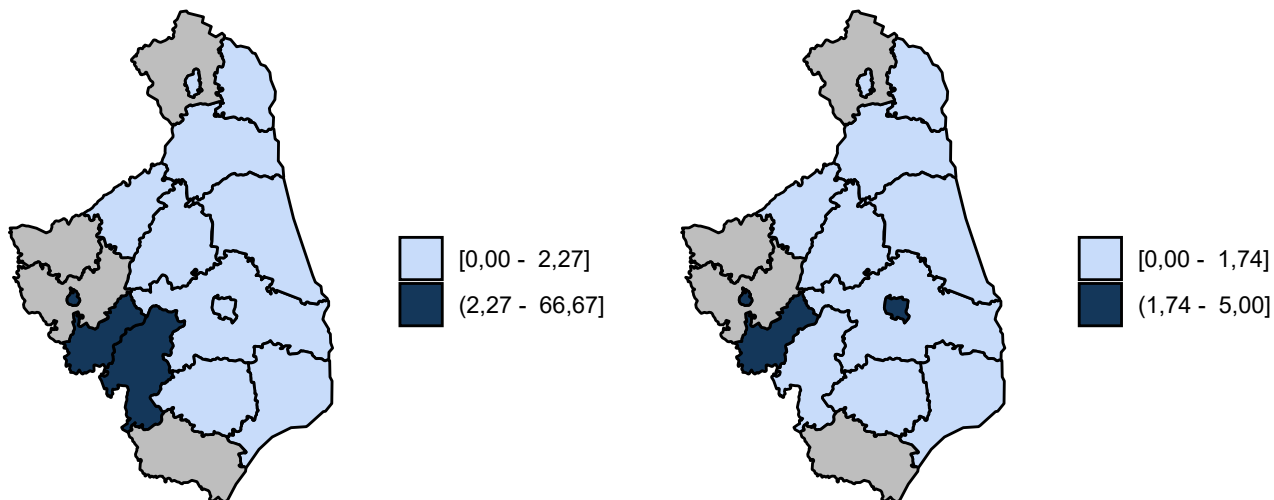 [0,00 - 2,27]
(2,27 - 66,67]
[0,00 - 1,74]
(1,74 - 5,00]